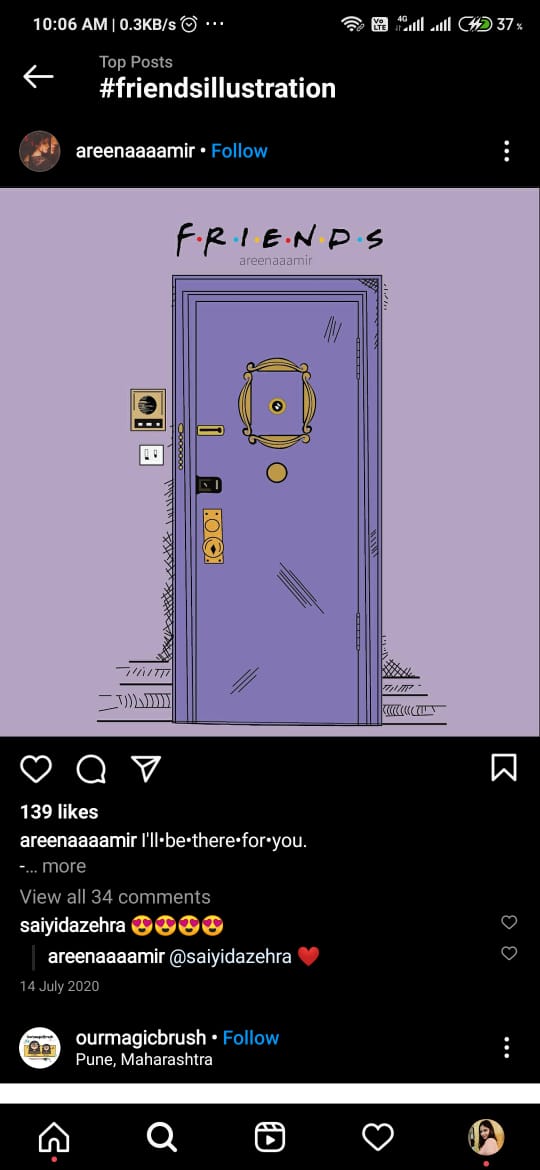 10:06 AM | 0.3KB/s ...
Vo LTE 4G 37%
Top Posts
#friendsillustration
areenaaaamir • Follow
F•R•I•E•N•D•S
areenaaamir
139 likes
areenaaaamir I'll•be•there•for•you.
-... more
View all 34 comments
saiyidazehra 😍😍😍😍
areenaaaamir @saiyidazehra ❤️
14 July 2020
ourmagicbrush • Follow
Pune, Maharashtra